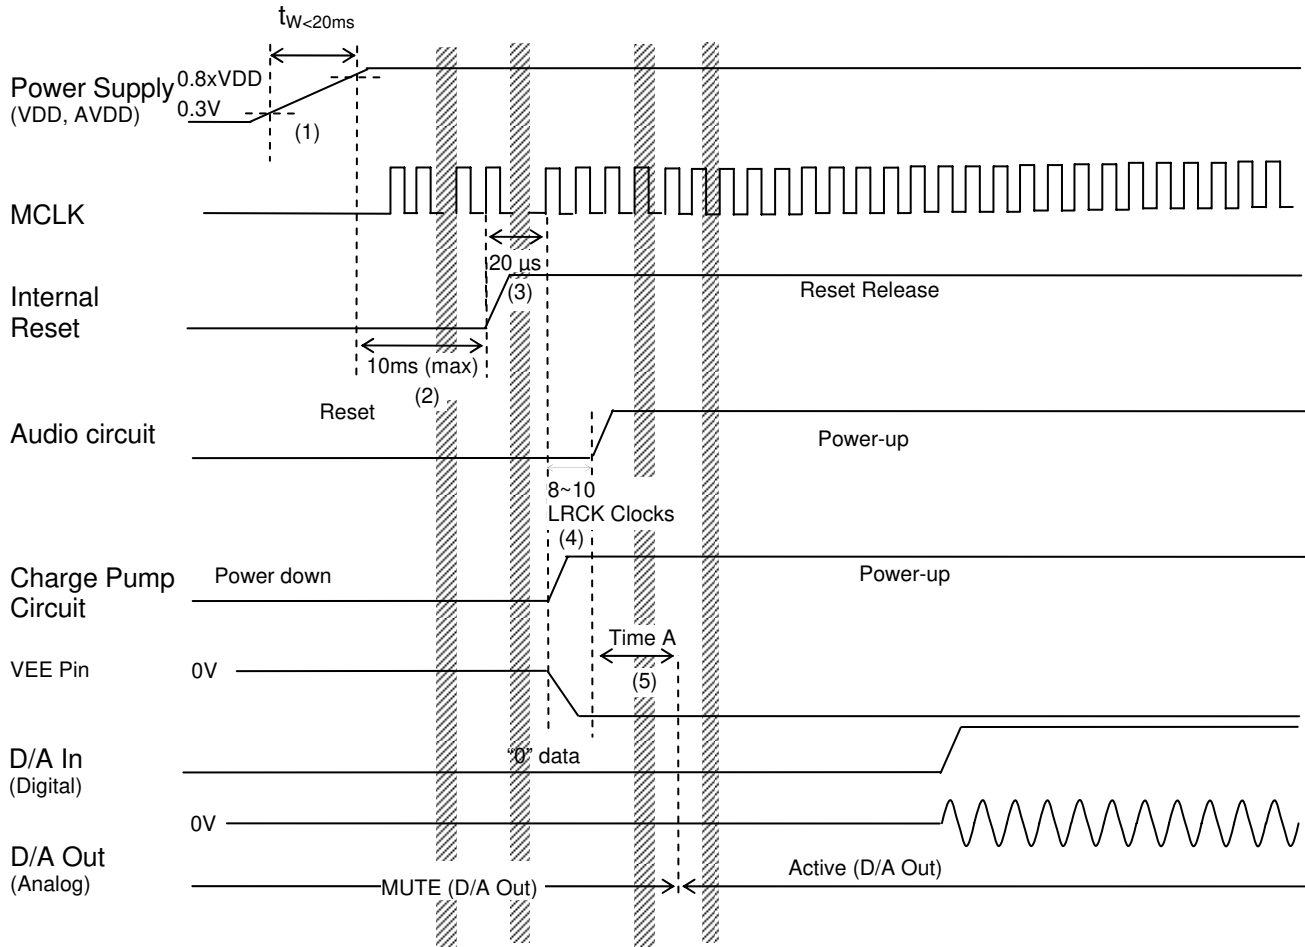 tW<20ms
Power Supply
(VDD, AVDD)
0.8xVDD
0.3V
(1)
MCLK
20 µs
(3)
Internal
Reset
Reset Release
10ms (max)
(2)
Reset
Audio circuit
Power-up
8~10
LRCK Clocks
(4)
Charge Pump
Circuit
Power down
Power-up
Time A
(5)
VEE Pin
0V
"0" data
D/A In
(Digital)
0V
D/A Out
(Analog)
MUTE (D/A Out)
Active (D/A Out)